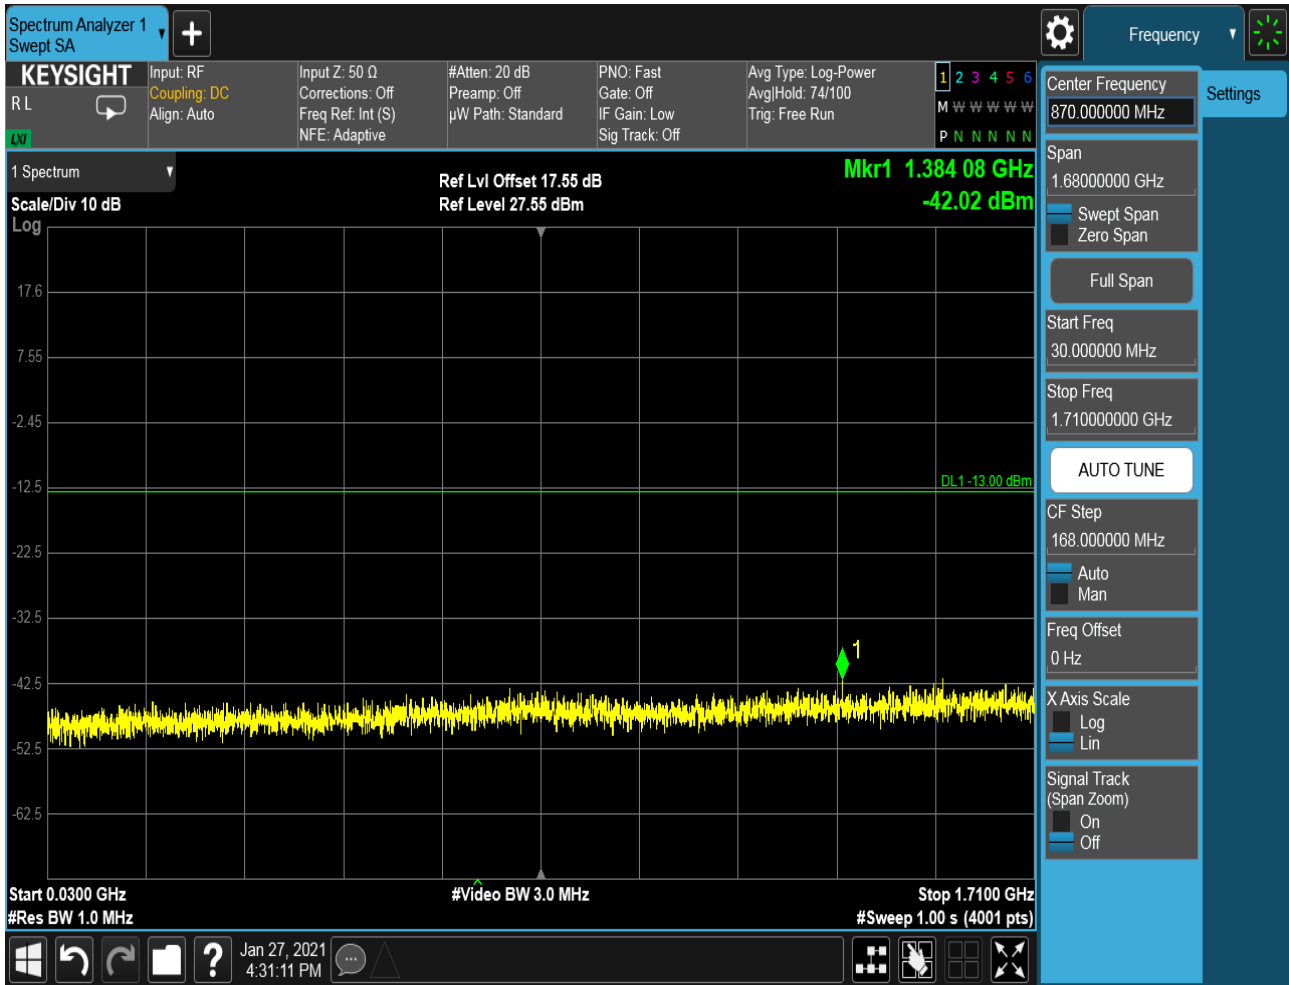 Spectrum Analyzer 1
Swept SA
Frequency
KEYSIGHT
R L
LXI
Input: RF
Coupling: DC
Align: Auto
Input Z: 50 Ω
Corrections: Off
Freq Ref: Int (S)
NFE: Adaptive
#Atten: 20 dB
Preamp: Off
µW Path: Standard
PNO: Fast
Gate: Off
IF Gain: Low
Sig Track: Off
Avg Type: Log-Power
Avg|Hold: 74/100
Trig: Free Run
1 2 3 4 5 6
M W W W W W
P N N N N N
1 Spectrum
Scale/Div 10 dB
Log
Ref Lvl Offset 17.55 dB
Ref Level 27.55 dBm
Mkr1 1.384 08 GHz
-42.02 dBm
17.6
7.55
-2.45
-12.5
DL1 -13.00 dBm
-22.5
-32.5
1
-42.5
-52.5
-62.5
Start 0.0300 GHz
#Video BW 3.0 MHz
Stop 1.7100 GHz
#Res BW 1.0 MHz
#Sweep 1.00 s (4001 pts)
Jan 27, 2021
4:31:11 PM
Center Frequency
870.000000 MHz
Settings
Span
1.68000000 GHz
Swept Span
Zero Span
Full Span
Start Freq
30.000000 MHz
Stop Freq
1.710000000 GHz
AUTO TUNE
CF Step
168.000000 MHz
Auto
Man
Freq Offset
0 Hz
X Axis Scale
Log
Lin
Signal Track
(Span Zoom)
On
Off